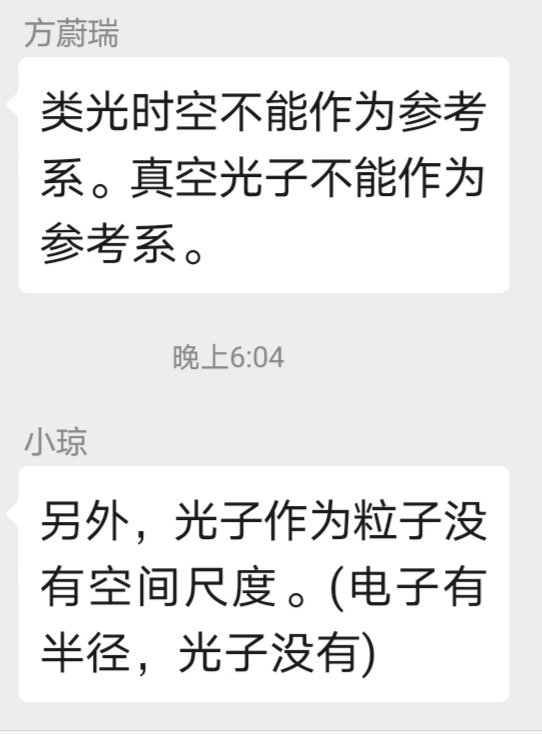 方蔚瑞
类光时空不能作为参考
系。真空光子不能作为
参考系。
晚上6:04
小琼
另外，光子作为粒子没
有空间尺度。(电子有
半径，光子没有)